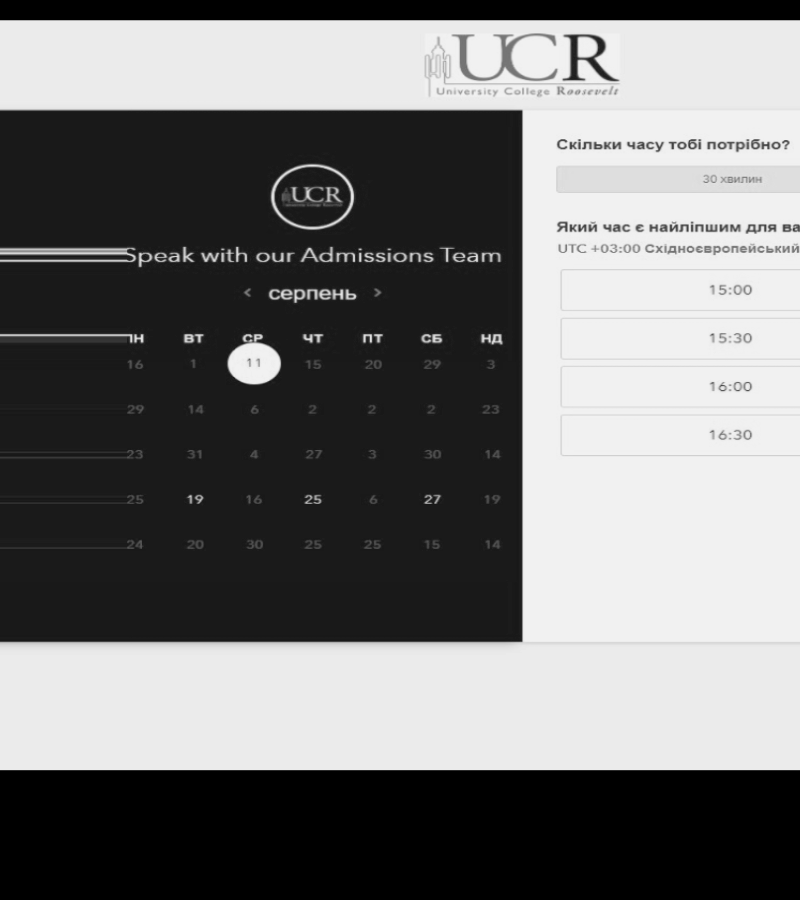 UCR
University College Roosevelt
UCR
Speak with our Admissions Team
< серпень >
ПН ВТ СР ЧТ ПТ СБ НД
16 1 11 15 20 29 3
29 14 6 2 2 2 23
23 31 4 27 3 30 14
25 19 16 25 6 27 19
24 20 30 25 25 15 14
Скільки часу тобі потрібно?
30 хвилин
Який час є найліпшим для ва
UTC +03:00 Східноєвропейський
15:00
15:30
16:00
16:30